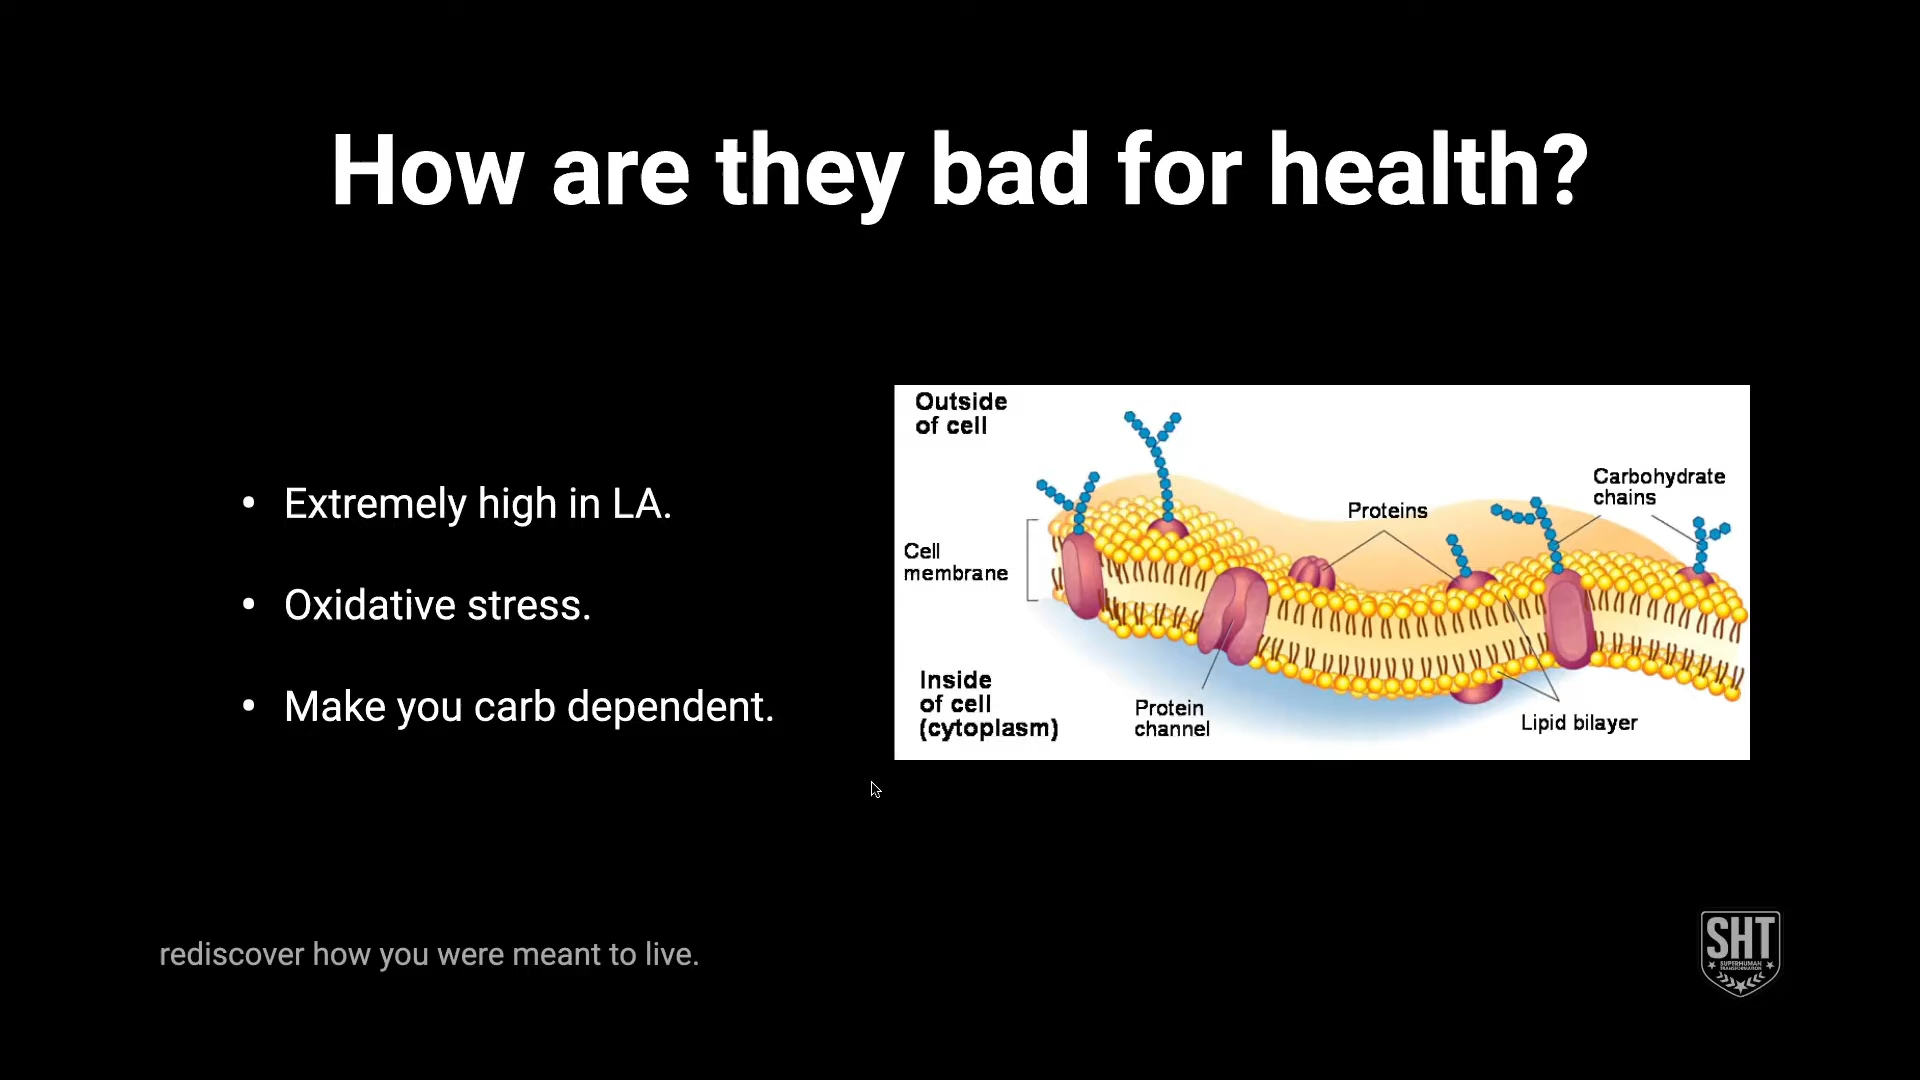 How are they bad for health?
• Extremely high in LA.
• Oxidative stress.
• Make you carb dependent.
Outside
of cell
Carbohydrate
chains
Proteins
Cell
membrane
Inside
of cell
(cytoplasm)
Protein
channel
Lipid bilayer
rediscover how you were meant to live.
SHT
SUPERHUMAN
TRANSFORMATION